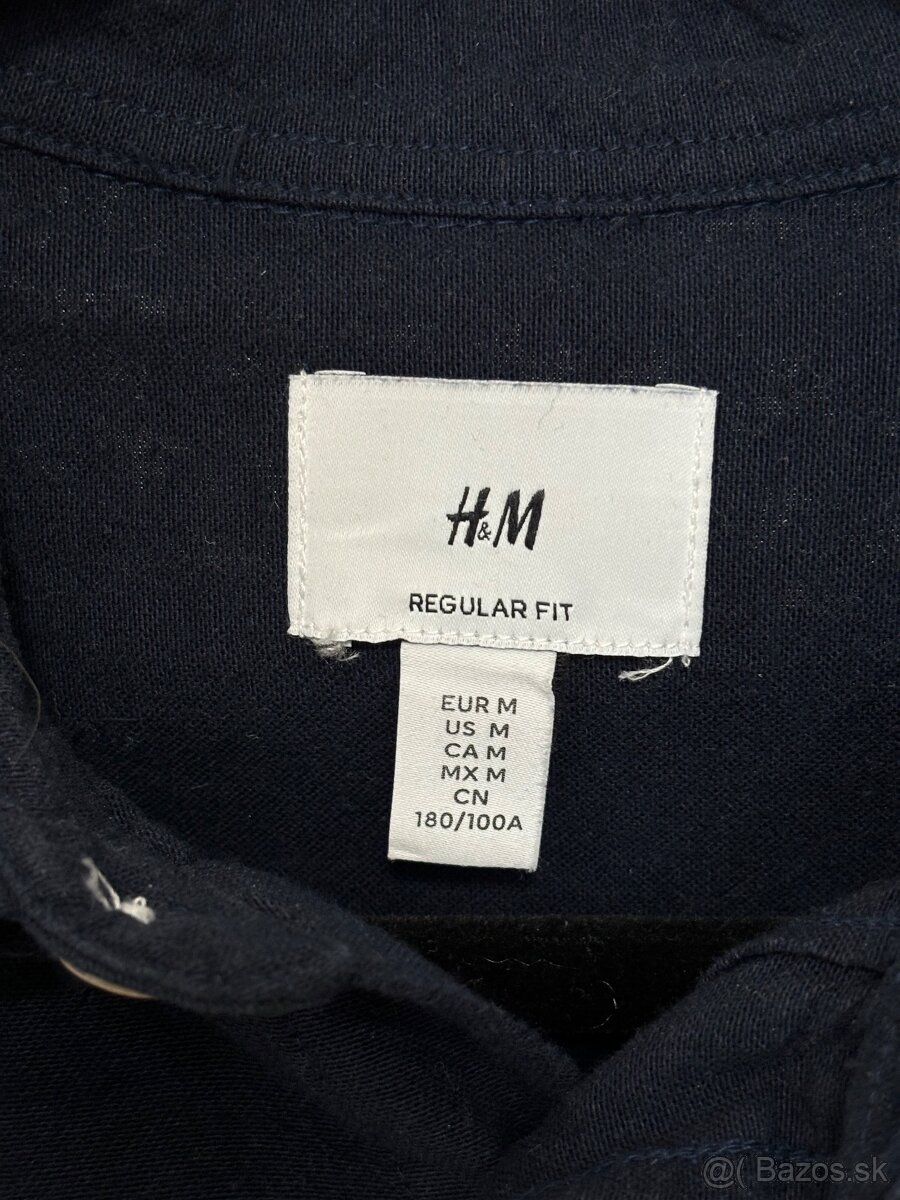 H&M
REGULAR FIT
EUR M
US M
CA M
MX M
CN
180/100A
@( Bazos.sk